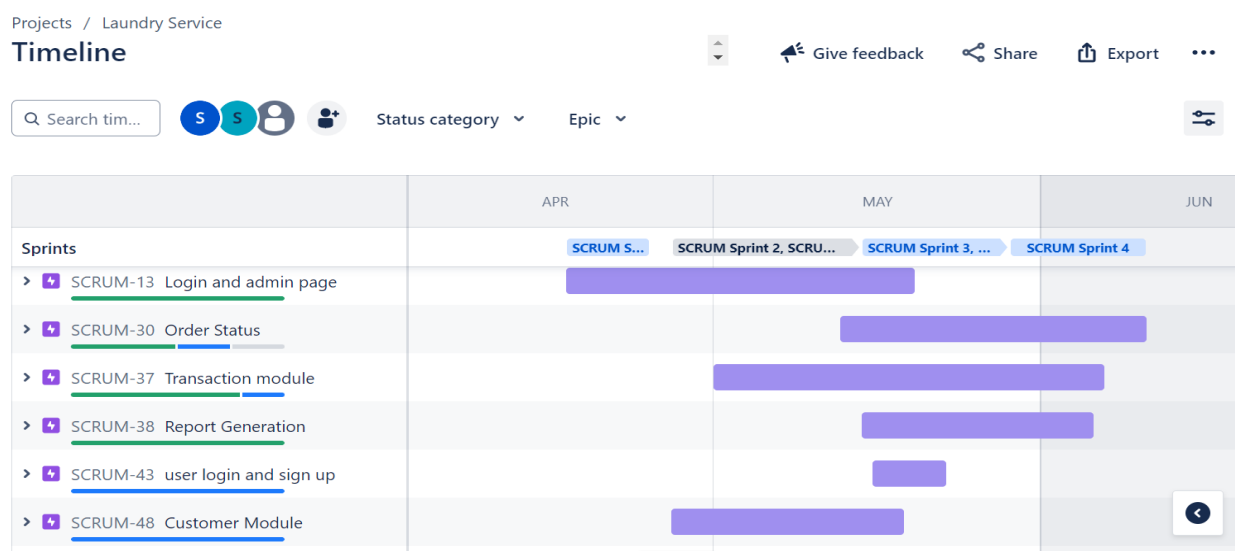 Projects / Laundry Service
Timeline
Give feedback
Share
Export
Search tim...
S
S
Status category
Epic
APR
MAY
JUN
Sprints
SCRUM S...
SCRUM Sprint 2, SCRU...
SCRUM Sprint 3, ...
SCRUM Sprint 4
SCRUM-13 Login and admin page
SCRUM-30 Order Status
SCRUM-37 Transaction module
SCRUM-38 Report Generation
SCRUM-43 user login and sign up
SCRUM-48 Customer Module